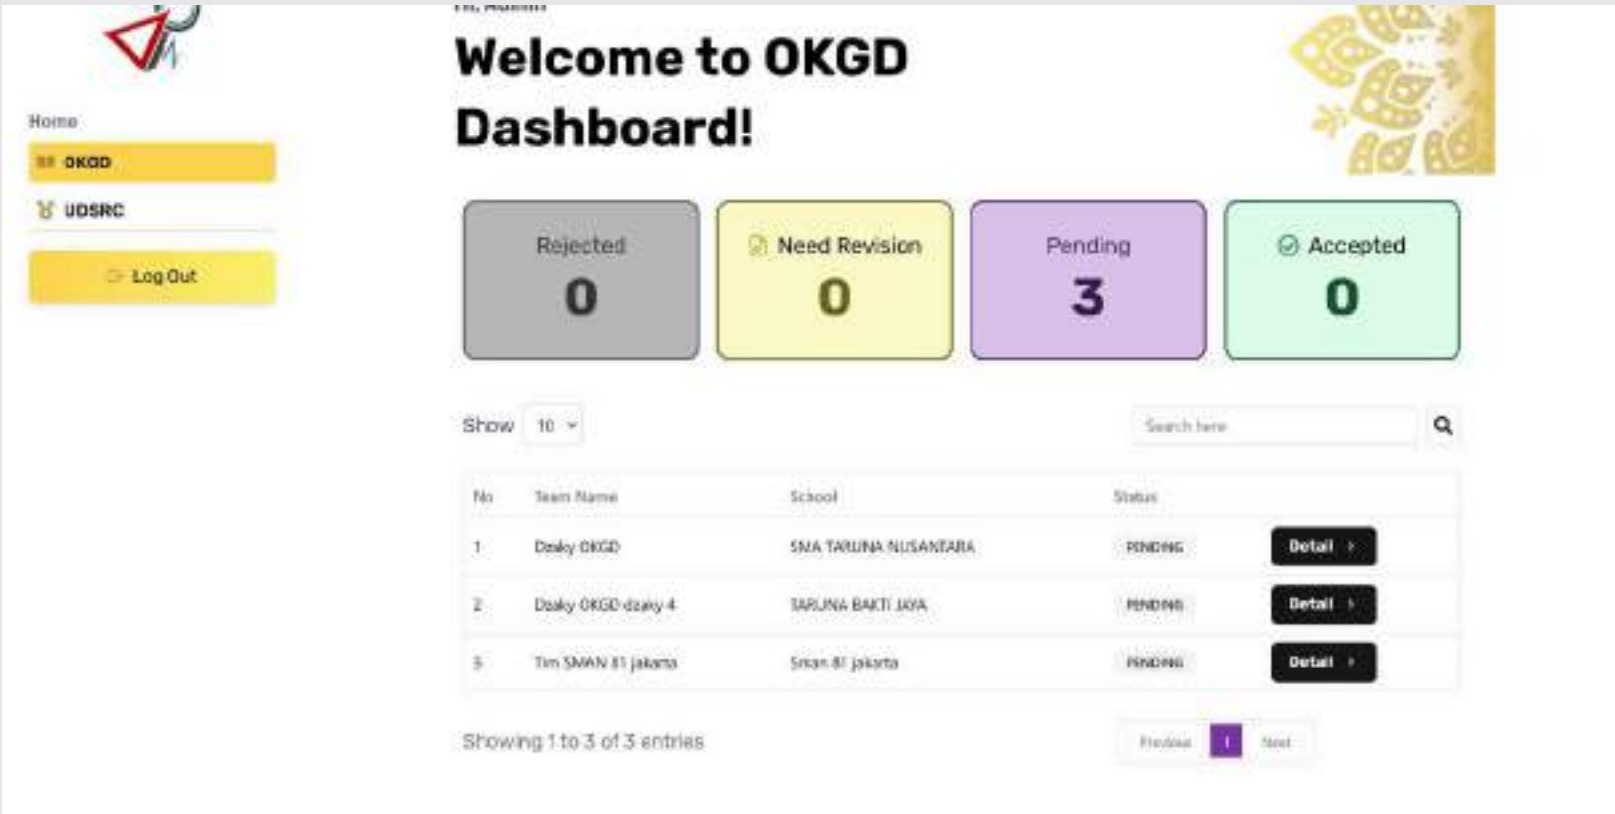 Hi, Admin
Welcome to OKGD
Dashboard!
Home
OKGD
UDSRC
Log Out
Rejected
0
Need Revision
0
Pending
3
Accepted
0
Show 10
Search here
No Team Name School Status
1 Dzaky OKGD SMA TARUNA NUSANTARA PENDING Detail
2 Dzaky OKGD dzaky 4 TARUNA BAKTI JAYA PENDING Detail
3 Tim SMAN 81 jakarta Sman 81 jakarta PENDING Detail
Showing 1 to 3 of 3 entries
Previous 1 Next